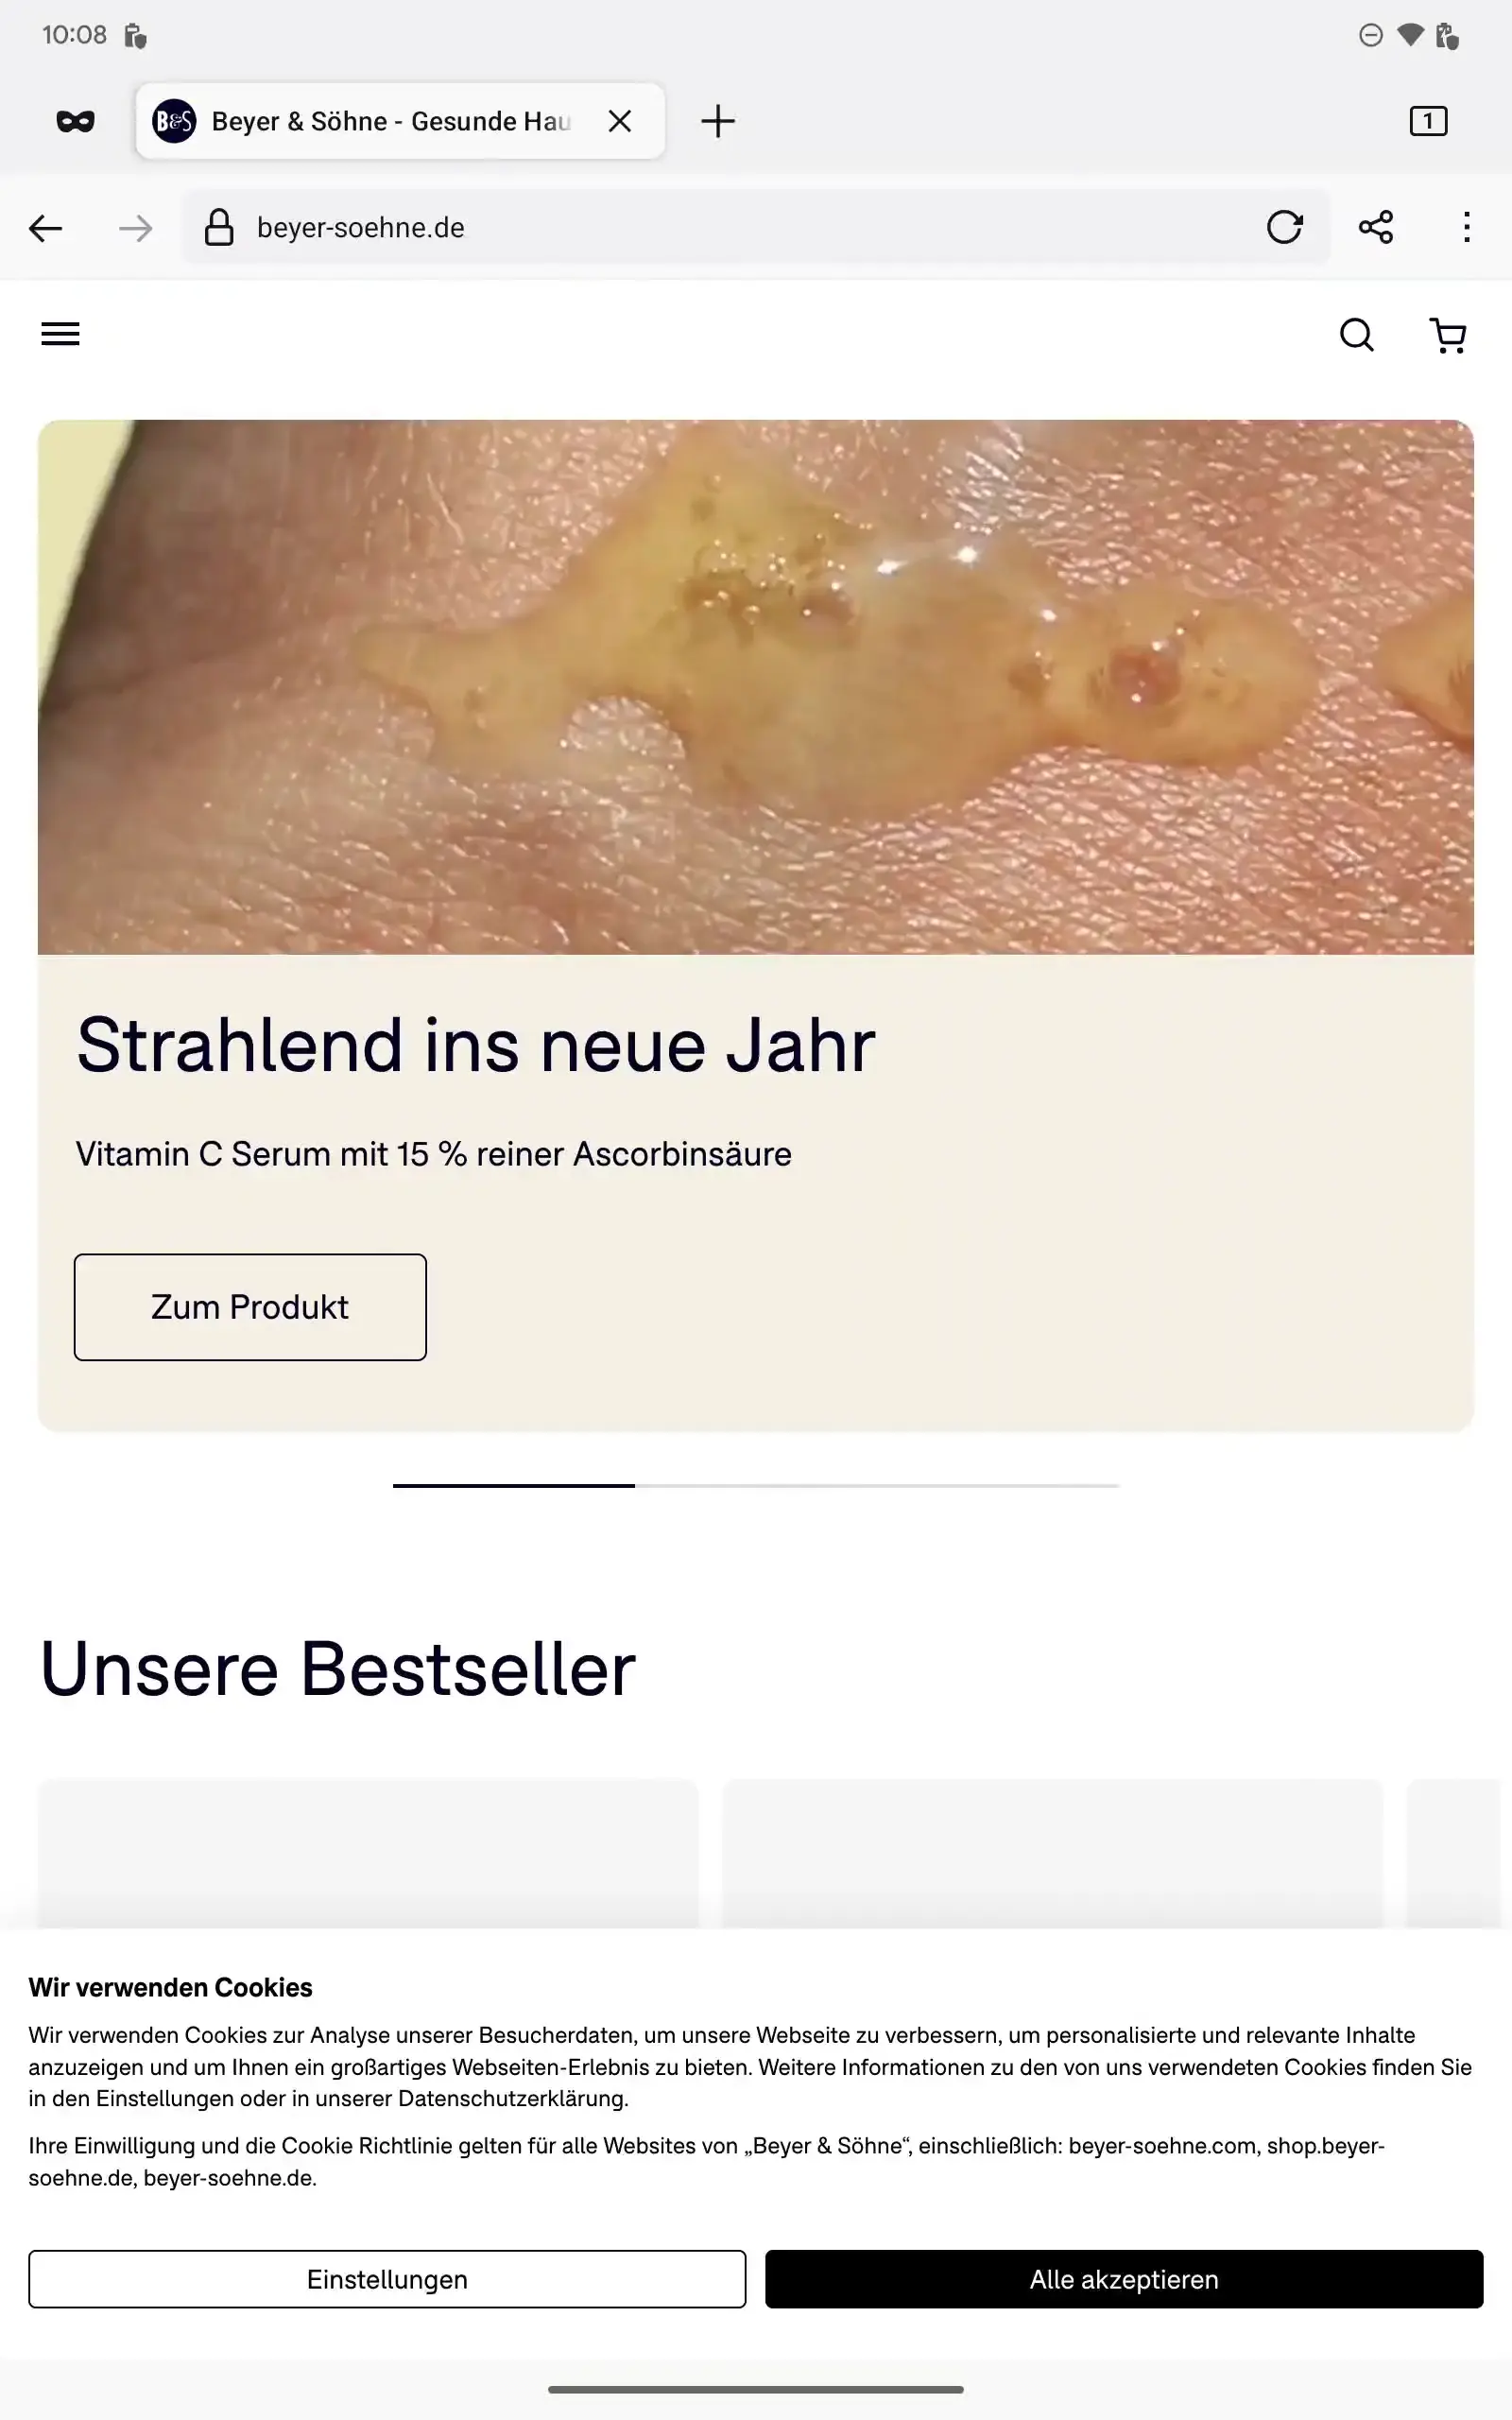 10:08
B&S Beyer & Söhne - Gesunde Hau
1
beyer-soehne.de
Strahlend ins neue Jahr
Vitamin C Serum mit 15 % reiner Ascorbinsäure
Zum Produkt
Unsere Bestseller
Wir verwenden Cookies
Wir verwenden Cookies zur Analyse unserer Besucherdaten, um unsere Webseite zu verbessern, um personalisierte und relevante Inhalte
anzuzeigen und um Ihnen ein großartiges Webseiten-Erlebnis zu bieten. Weitere Informationen zu den von uns verwendeten Cookies finden Sie
in den Einstellungen oder in unserer Datenschutzerklärung.
Ihre Einwilligung und die Cookie Richtlinie gelten für alle Websites von „Beyer & Söhne“, einschließlich: beyer-soehne.com, shop.beyer-
soehne.de, beyer-soehne.de.
Einstellungen
Alle akzeptieren